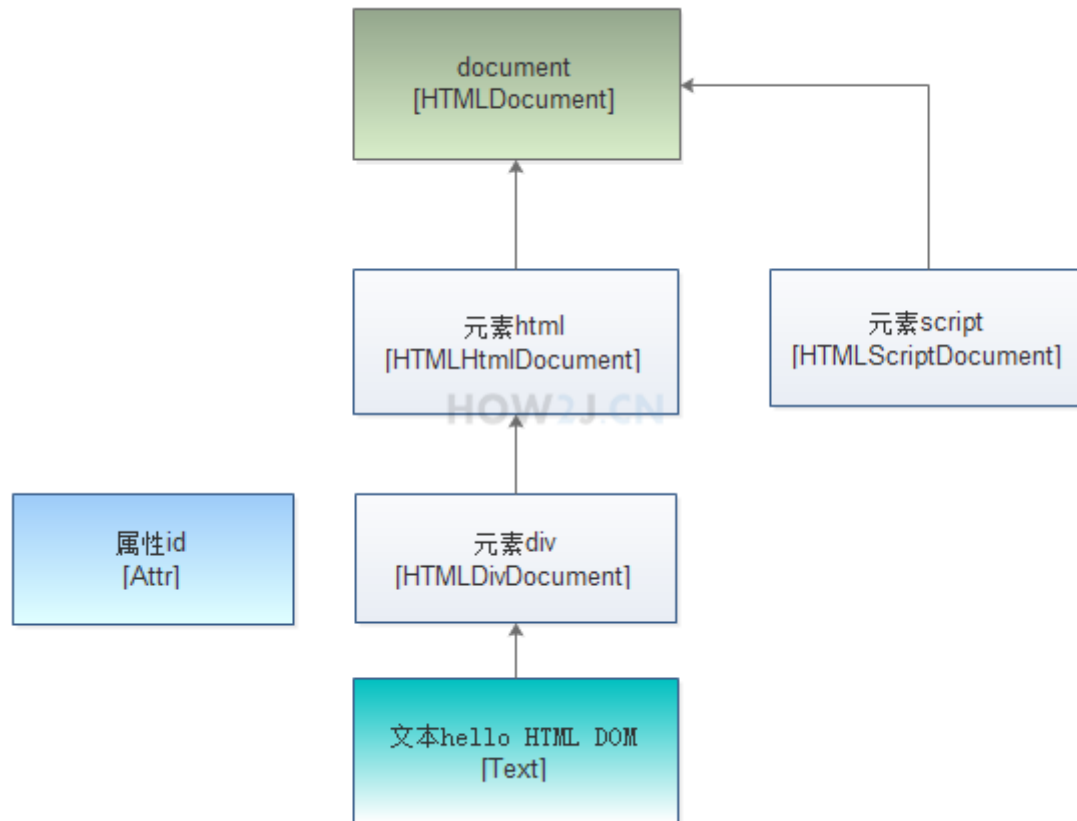 document
[HTMLDocument]
元素html
[HTMLHtmlDocument]
元素script
[HTMLScriptDocument]
HOW2J.CN
属性id
[Attr]
元素div
[HTMLDivDocument]
文本hello HTML DOM
[Text]